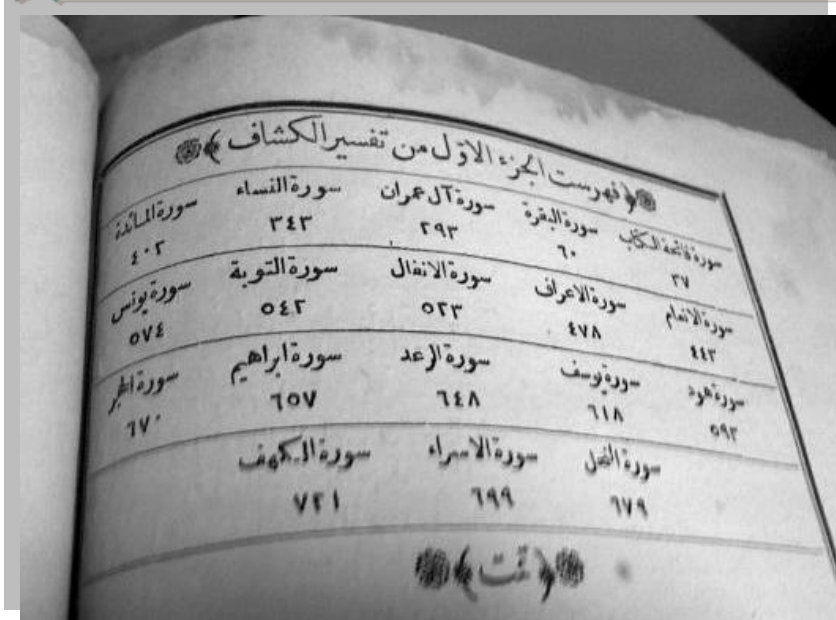 ﴿ فهرست الجزء الاول من تفسير الكشاف ﴾
سورة فاتحة الكتاب سورة البقرة سورة آل عمران سورة النساء سورة المائدة
٣٧ ٦٠ ٢٩٣ ٣٤٣ ٤٠٢
سورة الانعام سورة الاعراف سورة الانفال سورة التوبة سورة يونس
٤٤٢ ٤٧٨ ٥٢٣ ٥٤٢ ٥٧٤
سورة هود سورة يوسف سورة الرعد سورة ابراهيم سورة الحجر
٥٩٢ ٦١٨ ٦٤٨ ٦٥٧ ٦٧٠
سورة النحل سورة الاسراء سورة الكهف
٦٧٩ ٦٩٩ ٧٢١
﴿ تمت ﴾